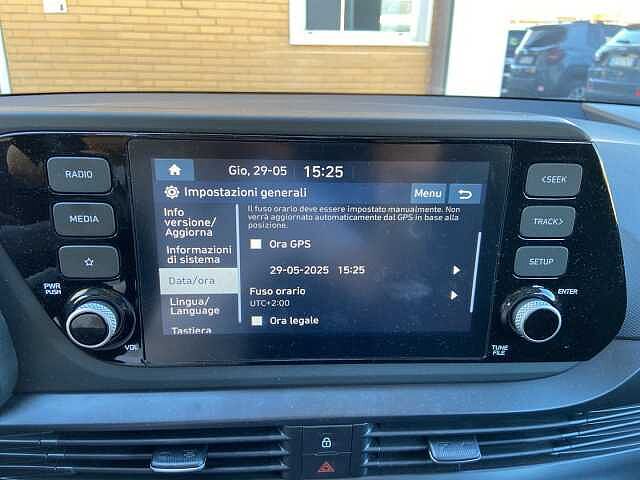 Gio, 29-05 15:25
Impostazioni generali
Menu
Info
versione/
Aggiorna
Informazioni
di sistema
Data/ora
Lingua/
Language
Tastiera
Il fuso orario deve essere impostato manualmente. Non
verrà aggiornato automaticamente dal GPS in base alla
posizione.
Ora GPS
29-05-2025 15:25
Fuso orario
UTC+2:00
Ora legale
RADIO
MEDIA
PWR
PUSH
VOL
<SEEK
TRACK>
SETUP
ENTER
TUNE
FILE